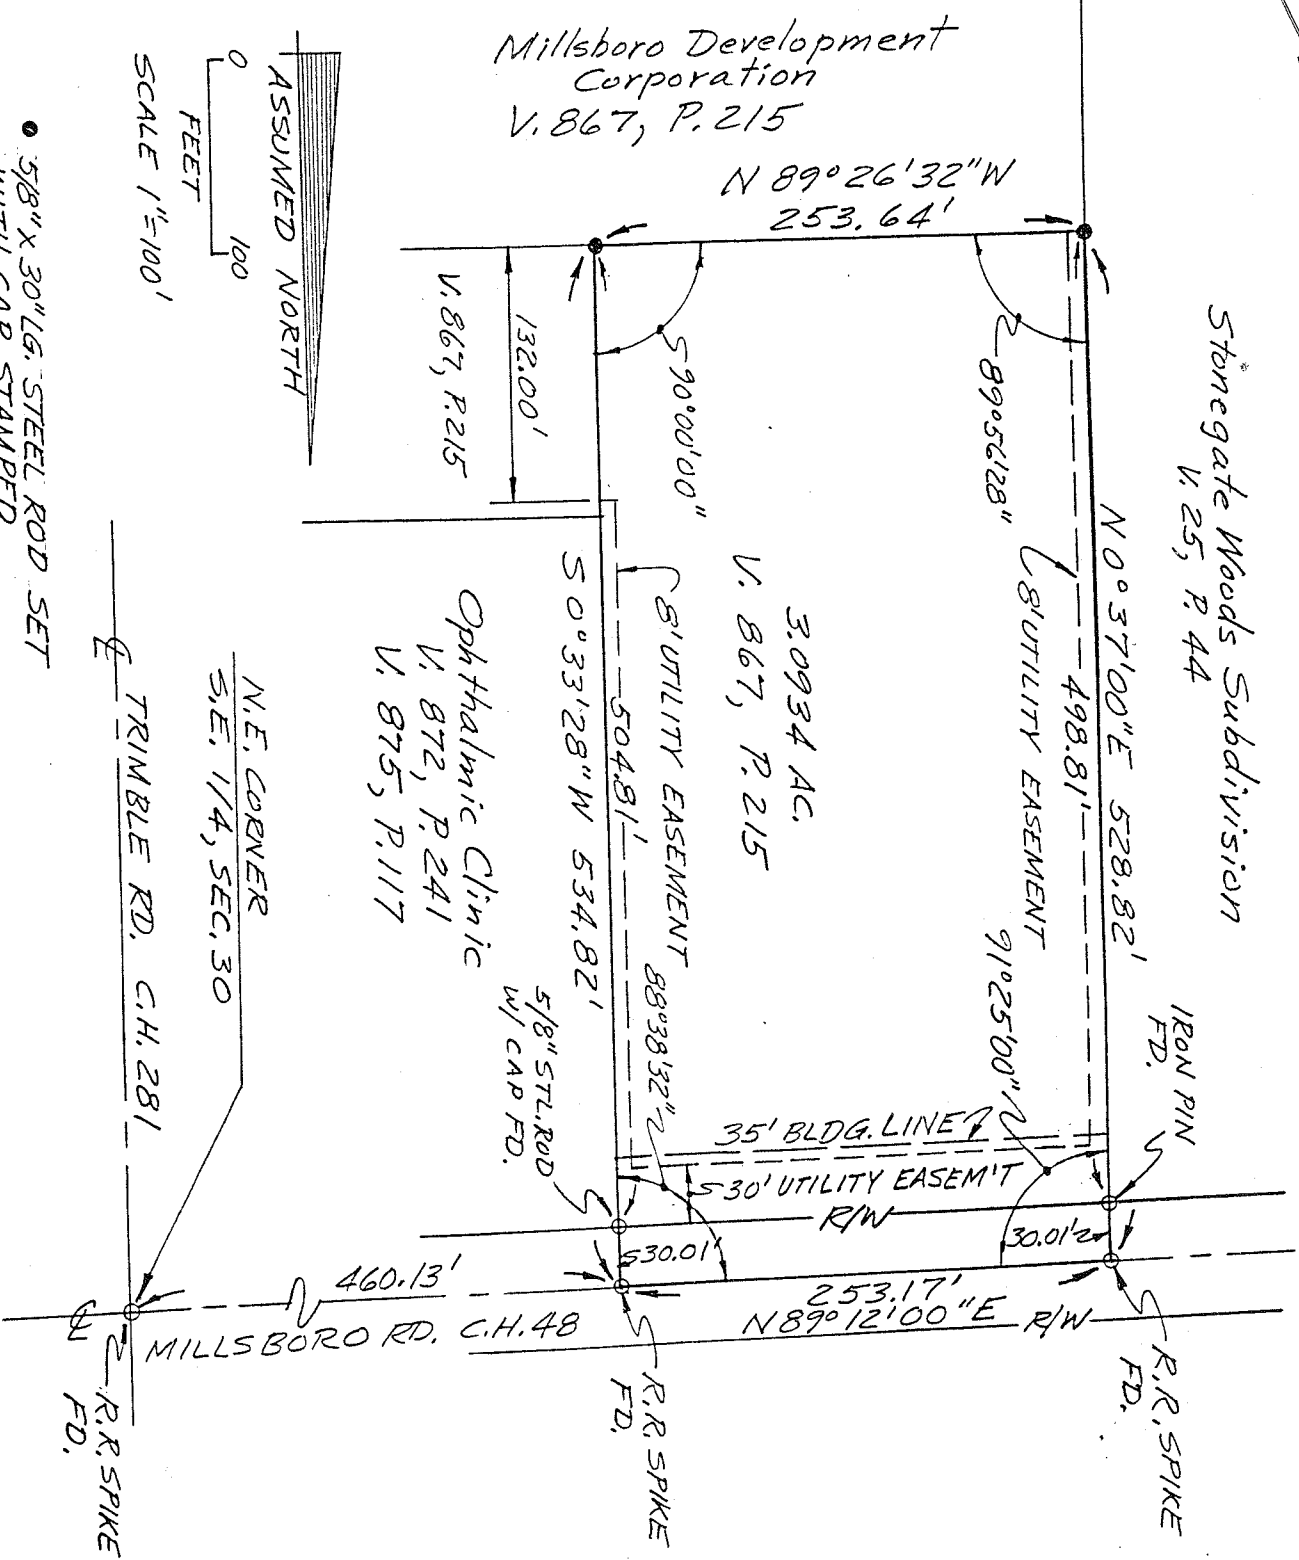 Millsboro Development
Corporation
V. 867, P. 215
N 89° 26' 32" W
253.64'
Stonegate Woods Subdivision
V. 25, P. 44
N 0° 37' 00" E 528.82'
498.81'
8' UTILITY EASEMENT
89°56'28"
90°00'00"
91°25'00"
88°38'32"
3.0934 AC.
V. 867, P. 215
8' UTILITY EASEMENT
504.81'
S 0° 33' 28" W 534.82'
132.00'
V. 867, P. 215
Ophthalmic Clinic
V. 872, P. 241
V. 875, P. 117
5/8" STL. ROD
W/ CAP FD.
IRON PIN
FD.
35' BLDG. LINE
30' UTILITY EASEM'T
R/W
30.01'
30.01'
253.17'
N 89° 12' 00" E
R/W
460.13'
MILLSBORO RD. C.H. 48
R.R. SPIKE
FD.
R.R. SPIKE
FD.
R.R. SPIKE
FD.
N.E. CORNER
S.E. 1/4, SEC. 30
℄ TRIMBLE RD. C.H. 281
℄
ASSUMED NORTH
0 100
FEET
SCALE 1"=100'
• 5/8" X 30" LG. STEEL ROD SET
WITH CAP STAMPED